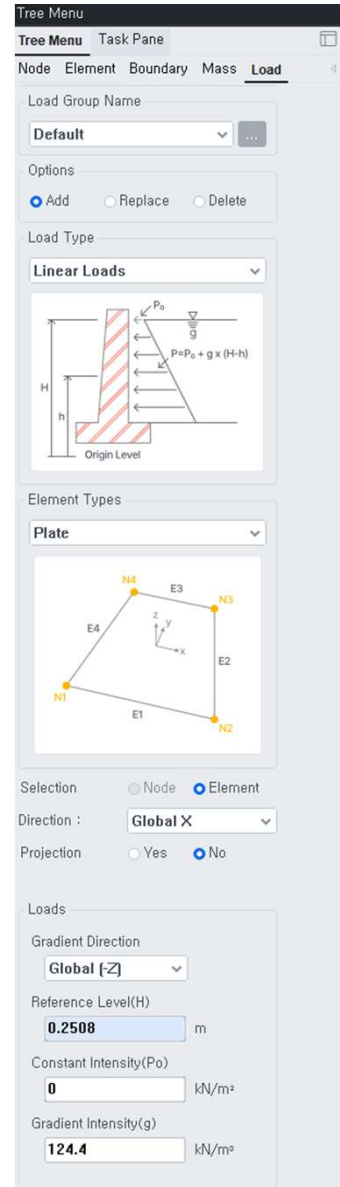 Tree Menu
Tree Menu Task Pane
Node Element Boundary Mass Load
Load Group Name
Default ...
Options
Add Replace Delete
Load Type
Linear Loads
P₀
g
P=P₀ + g x (H-h)
H
h
Origin Level
Element Types
Plate
N4 E3 N3
z y
E4 x
E2
N1
E1
N2
Selection Node Element
Direction : Global X
Projection Yes No
Loads
Gradient Direction
Global (-Z)
Reference Level(H)
0.2508 m
Constant Intensity(Po)
0 kN/m²
Gradient Intensity(g)
124.4 kN/m³